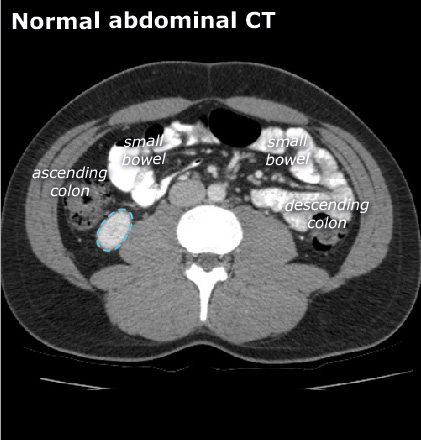 Normal abdominal CT
small
bowel
small
bowel
ascending
colon
descending
colon